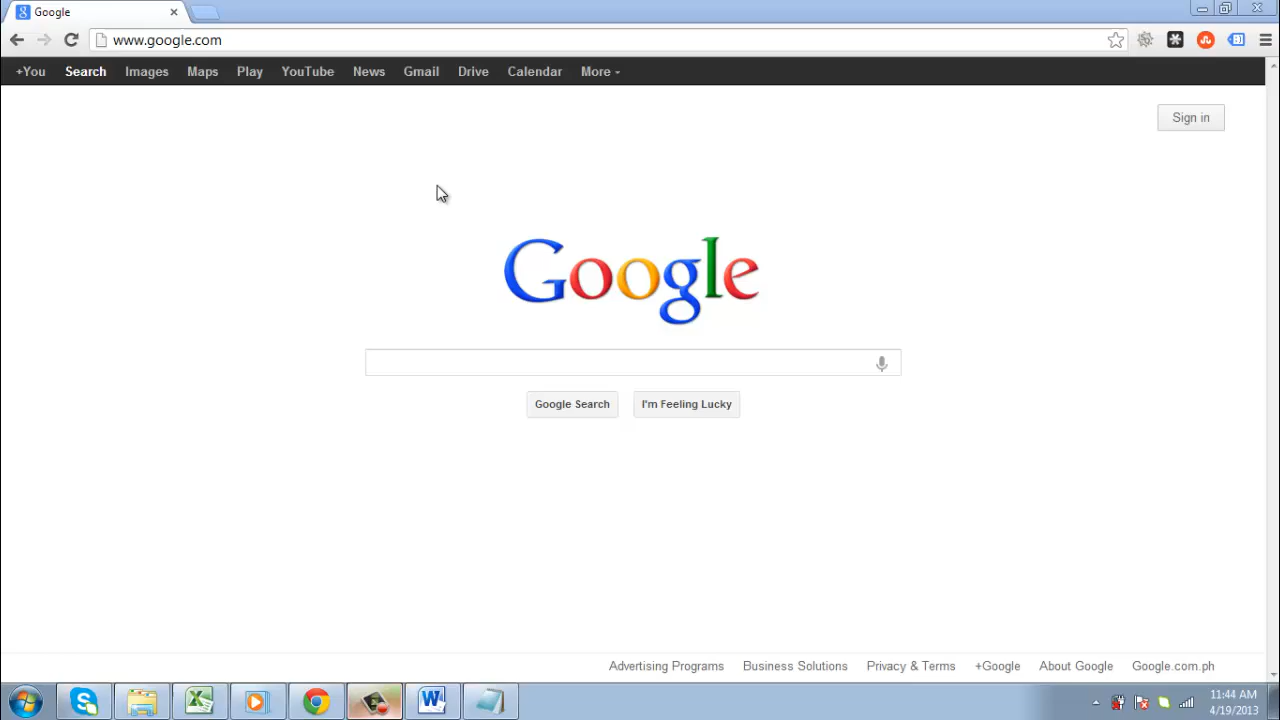 Google
www.google.com
+You Search Images Maps Play YouTube News Gmail Drive Calendar More
Sign in
Google
Google Search I'm Feeling Lucky
Advertising Programs Business Solutions Privacy & Terms +Google About Google Google.com.ph
11:44 AM
4/19/2013